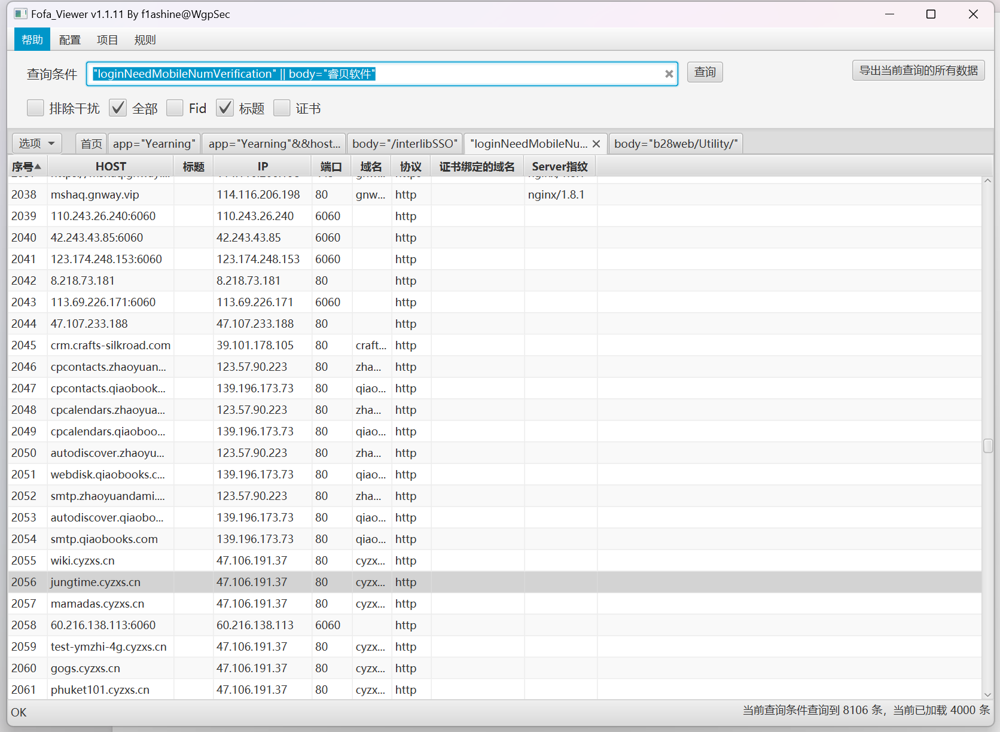 Fofa_Viewer v1.1.11 By f1ashine@WgpSec
帮助 配置 项目 规则
查询条件 "loginNeedMobileNumVerification" || body="睿贝软件" 查询 导出当前查询的所有数据
排除干扰 全部 Fid 标题 证书
选项 首页 app="Yearning" app="Yearning"&&host... body="/interlibSSO" "loginNeedMobileNu... body="b28web/Utility/"
序号 HOST 标题 IP 端口 域名 协议 证书绑定的域名 Server指纹
2038 mshaq.gnway.vip 114.116.206.198 80 gnw... http nginx/1.8.1
2039 110.243.26.240:6060 110.243.26.240 6060 http
2040 42.243.43.85:6060 42.243.43.85 6060 http
2041 123.174.248.153:6060 123.174.248.153 6060 http
2042 8.218.73.181 8.218.73.181 80 http
2043 113.69.226.171:6060 113.69.226.171 6060 http
2044 47.107.233.188 47.107.233.188 80 http
2045 crm.crafts-silkroad.com 39.101.178.105 80 craft... http
2046 cpcontacts.zhaoyuan... 123.57.90.223 80 zha... http
2047 cpcontacts.qiaobook... 139.196.173.73 80 qiao... http
2048 cpcalendars.zhaoyua... 123.57.90.223 80 zha... http
2049 cpcalendars.qiaoboo... 139.196.173.73 80 qiao... http
2050 autodiscover.zhaoyu... 123.57.90.223 80 zha... http
2051 webdisk.qiaobooks.c... 139.196.173.73 80 qiao... http
2052 smtp.zhaoyuandami.... 123.57.90.223 80 zha... http
2053 autodiscover.qiaobo... 139.196.173.73 80 qiao... http
2054 smtp.qiaobooks.com 139.196.173.73 80 qiao... http
2055 wiki.cyzxs.cn 47.106.191.37 80 cyzx... http
2056 jungtime.cyzxs.cn 47.106.191.37 80 cyzx... http
2057 mamadas.cyzxs.cn 47.106.191.37 80 cyzx... http
2058 60.216.138.113:6060 60.216.138.113 6060 http
2059 test-ymzhi-4g.cyzxs.cn 47.106.191.37 80 cyzx... http
2060 gogs.cyzxs.cn 47.106.191.37 80 cyzx... http
2061 phuket101.cyzxs.cn 47.106.191.37 80 cyzx... http
OK 当前查询条件查询到 8106 条，当前已加载 4000 条